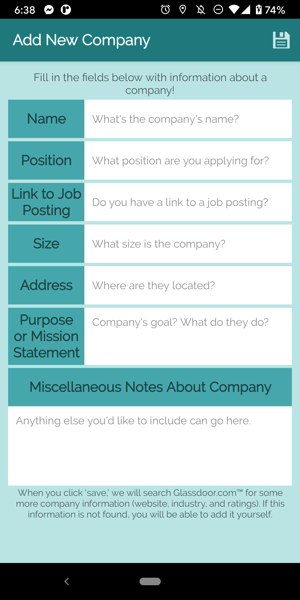 6:38
74%
Add New Company
Fill in the fields below with information about a
company!
Name
What's the company's name?
Position
What position are you applying for?
Link to Job
Posting
Do you have a link to a job posting?
Size
What size is the company?
Address
Where are they located?
Purpose
or Mission
Statement
Company's goal? What do they do?
Miscellaneous Notes About Company
Anything else you'd like to include can go here.
When you click 'save,' we will search Glassdoor.com™ for some
more company information (website, industry, and ratings). If this
information is not found, you will be able to add it yourself.